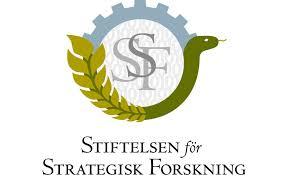 SSF
STIFTELSEN för
STRATEGISK FORSKNING